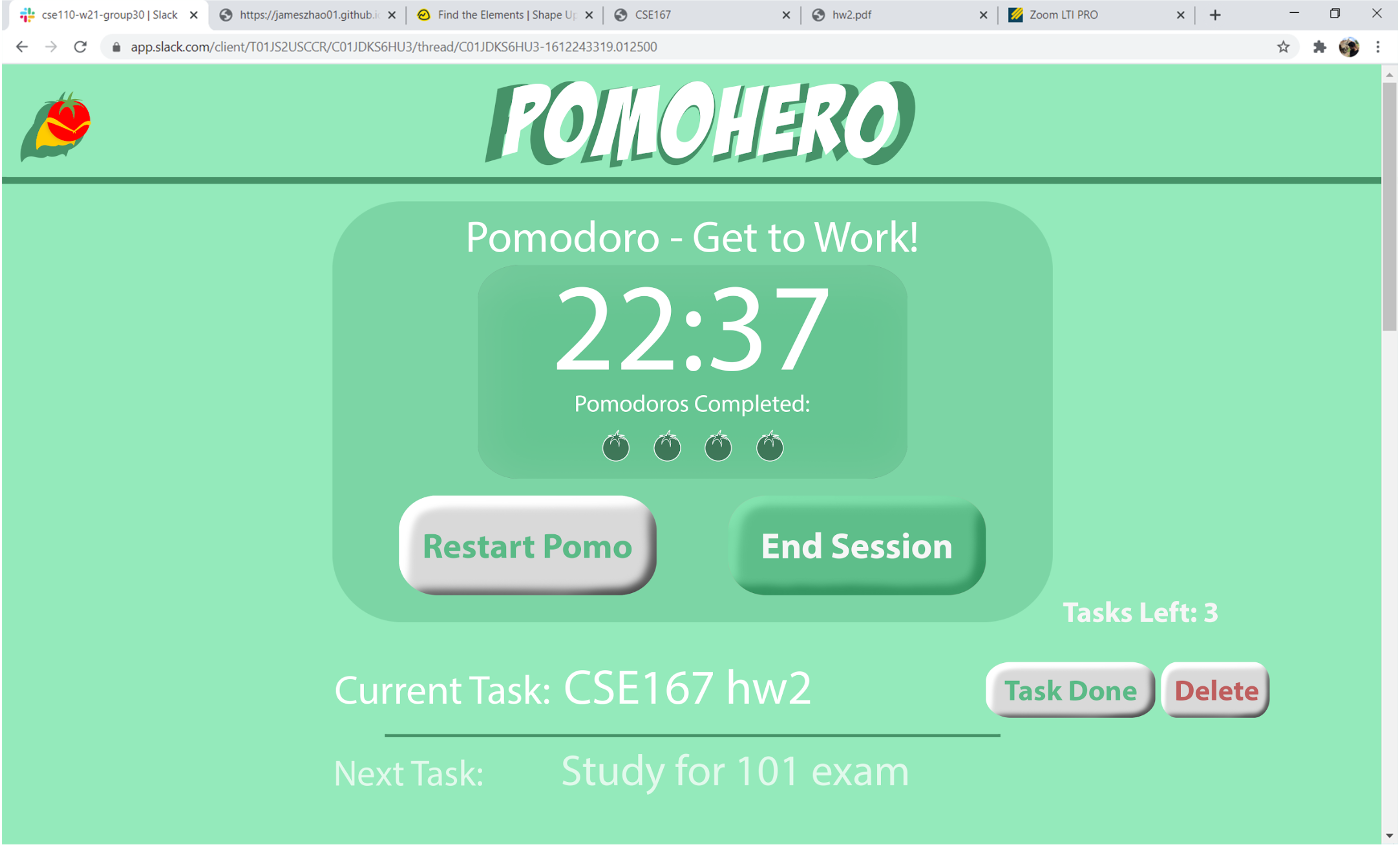 cse110-w21-group30 | Slack
https://jameszhao01.github.i
Find the Elements | Shape U
CSE167
hw2.pdf
Zoom LTI PRO
app.slack.com/client/T01JS2USCCR/C01JDKS6HU3/thread/C01JDKS6HU3-1612243319.012500
POMOHERO
Pomodoro - Get to Work!
22:37
Pomodoros Completed:
Restart Pomo
End Session
Tasks Left: 3
Current Task: CSE167 hw2
Task Done
Delete
Next Task: Study for 101 exam